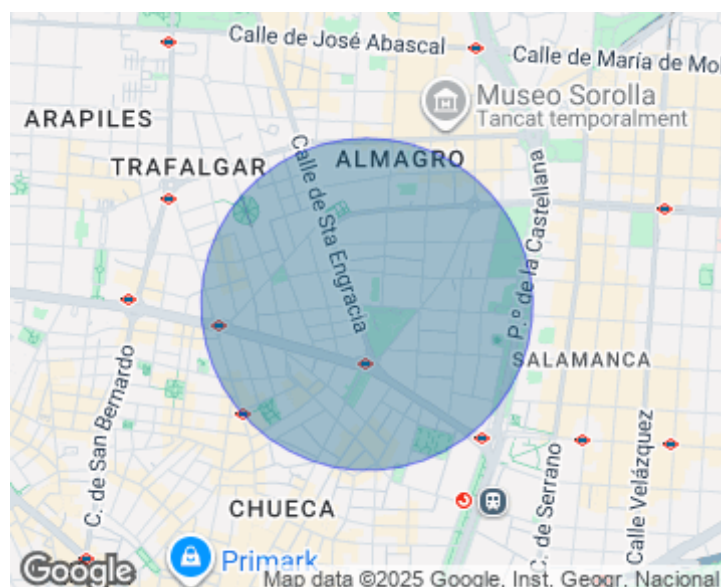 Calle de José Abascal
Calle de María de Mol
Museo Sorolla
Tancat temporalment
ARAPILES
TRAFALGAR
ALMAGRO
Calle de Sta Engracia
P.º de la Castellana
SALAMANCA
C. de San Bernardo
CHUECA
C. de Serrano
Calle Velázquez
Primark
Google
Map data ©2025 Google, Inst. Geogr. Nacional